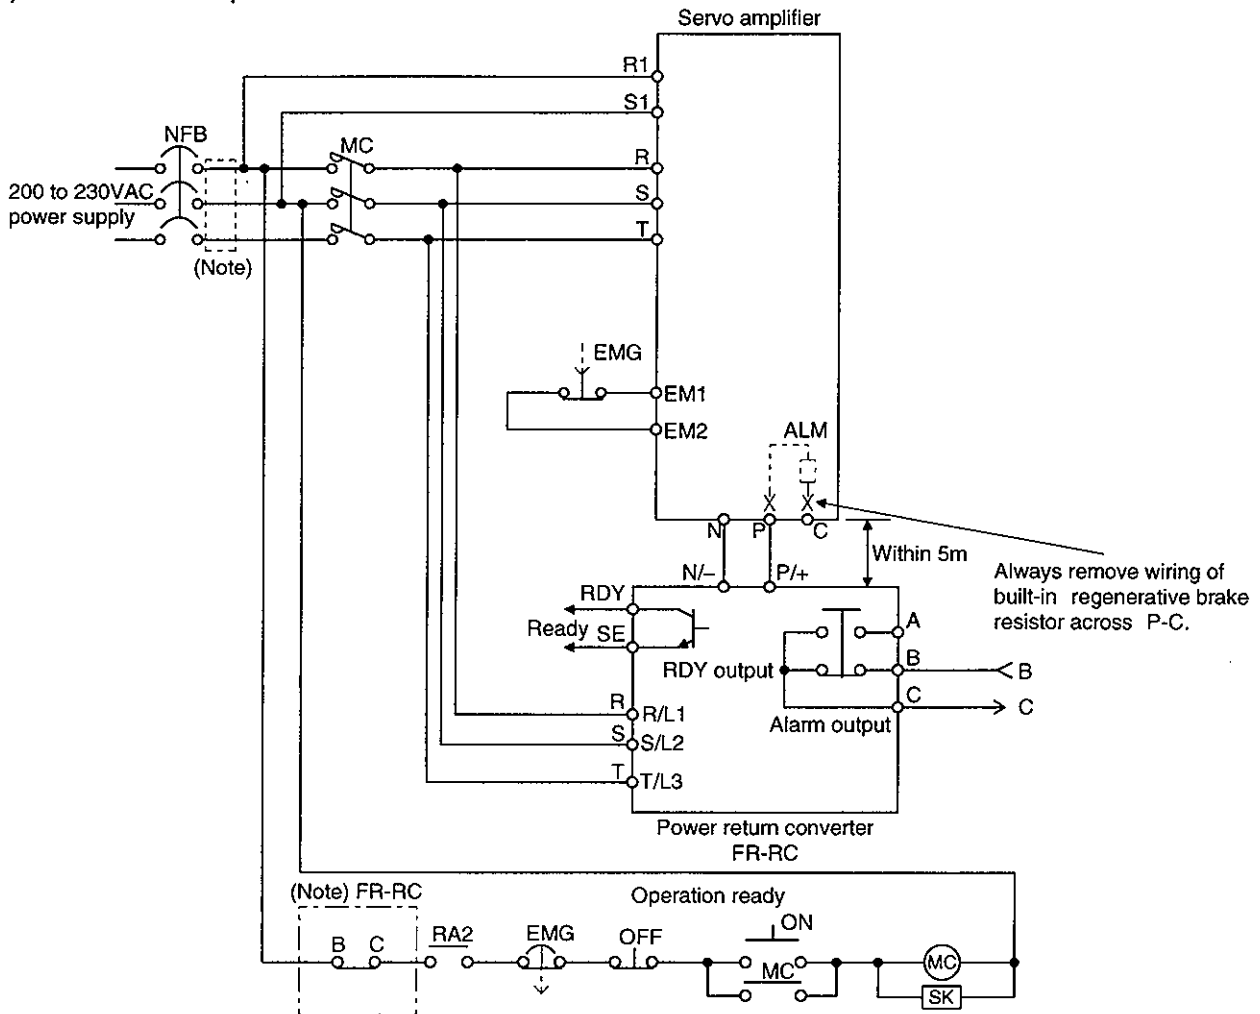 Servo amplifier
R1
S1
NFB
MC
R
200 to 230VAC
power supply
S
T
(Note)
EMG
EM1
EM2
ALM
N
P
C
Within 5m
Always remove wiring of
built-in regenerative brake
resistor across P-C.
N/–
P/+
RDY
Ready
SE
A
RDY output
B
B
C
C
Alarm output
R
R/L1
S
S/L2
T
T/L3
Power return converter
FR-RC
(Note) FR-RC
Operation ready
B
C
RA2
EMG
OFF
ON
MC
MC
SK